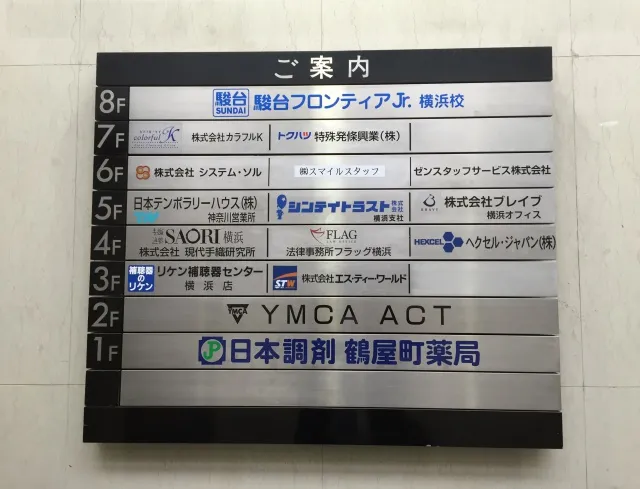 ご案内
8F 駿台 SUNDAI 駿台フロンティアJr. 横浜校
7F colorful K 株式会社カラフルK トクハツ 特殊発條興業(株)
6F 株式会社 システム・ソル ㈱スマイルスタッフ ゼンスタッフサービス株式会社
5F 日本テンポラリーハウス(株) 神奈川営業所 シンテイトラスト 株式会社 横浜支社 株式会社ブレイブ 横浜オフィス
4F SAORI 横浜 株式会社 現代手織研究所 FLAG 法律事務所フラッグ横浜 HEXCEL ヘクセル・ジャパン(株)
3F 補聴器のリケン リケン補聴器センター 横浜店 STW 株式会社エス・ティー・ワールド
2F YMCA YMCA ACT
1F 日本調剤 鶴屋町薬局